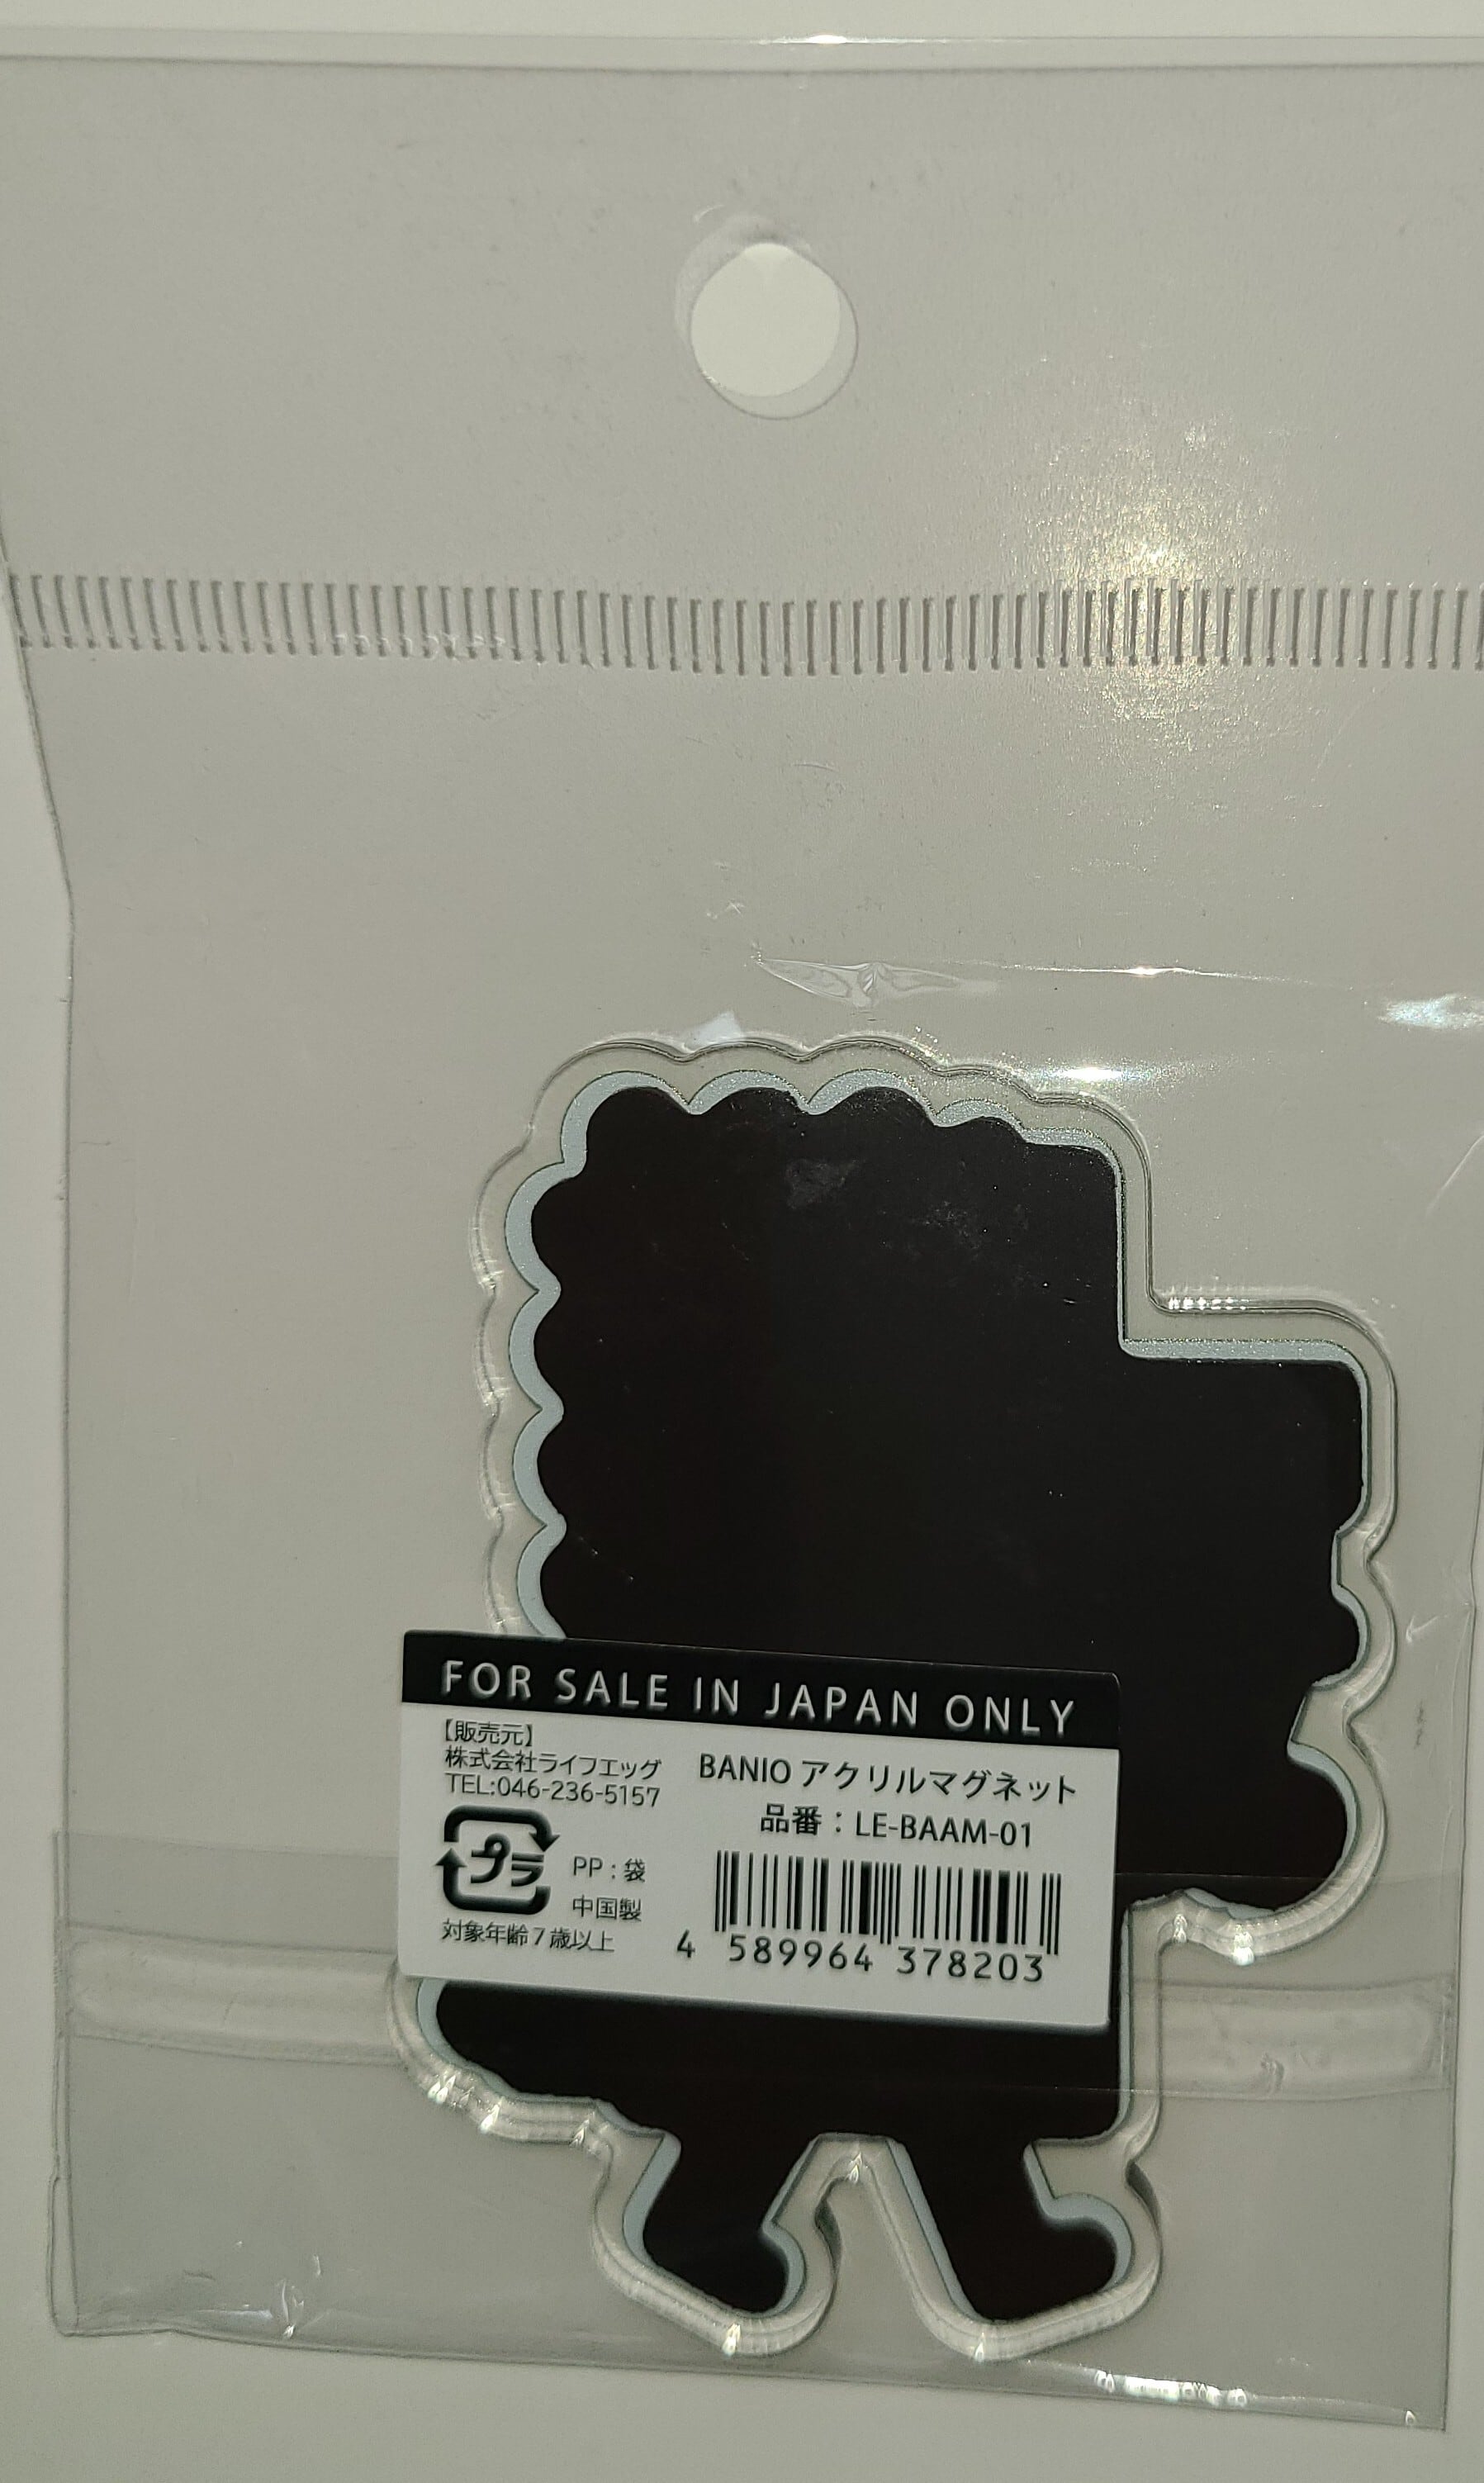 FOR SALE IN JAPAN ONLY
【販売元】
株式会社ライフエッグ
TEL:046-236-5157
プラ
PP：袋
中国製
対象年齢７歳以上
BANIO アクリルマグネット
品番：LE-BAAM-01
4 589964 378203